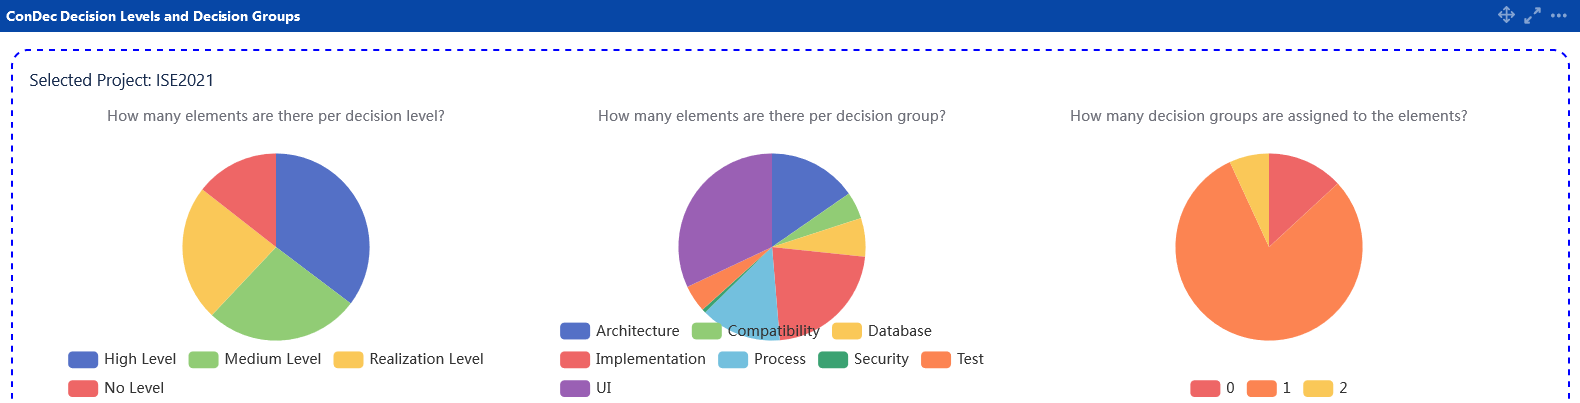 ConDec Decision Levels and Decision Groups
Selected Project: ISE2021
How many elements are there per decision level?
High Level Medium Level Realization Level
No Level
How many elements are there per decision group?
Architecture Compatibility Database
Implementation Process Security Test
UI
How many decision groups are assigned to the elements?
0 1 2